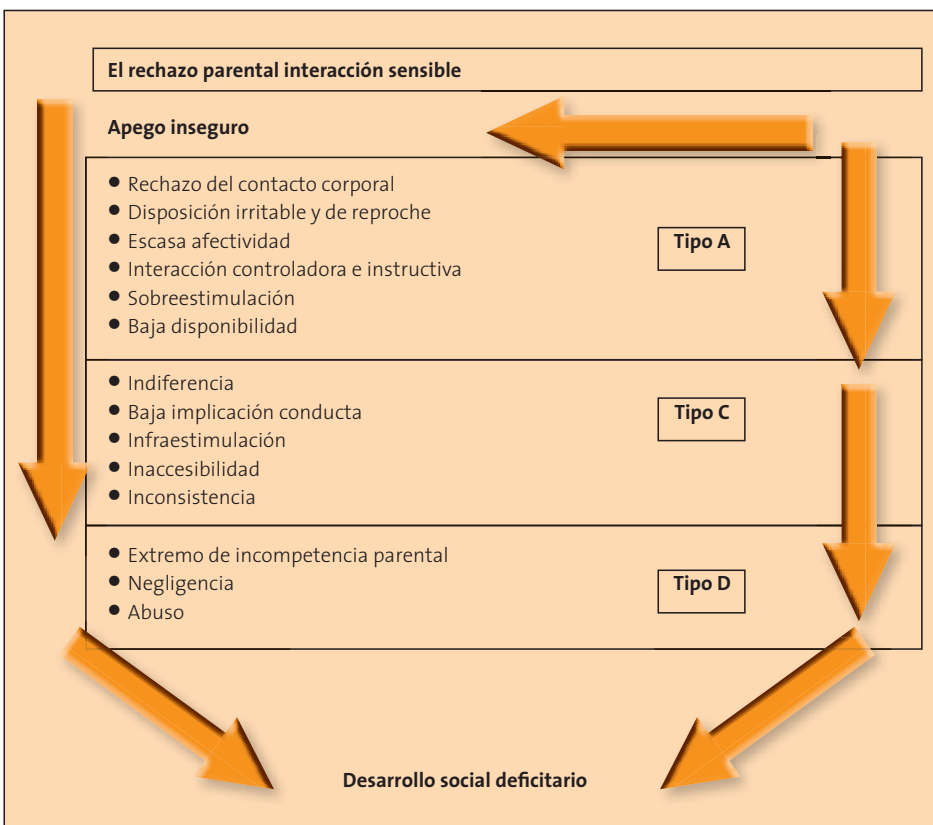 El rechazo parental interacción sensible
Apego inseguro
● Rechazo del contacto corporal
● Disposición irritable y de reproche
● Escasa afectividad
● Interacción controladora e instructiva
● Sobreestimulación
● Baja disponibilidad
Tipo A
● Indiferencia
● Baja implicación conducta
● Infraestimulación
● Inaccesibilidad
● Inconsistencia
Tipo C
● Extremo de incompetencia parental
● Negligencia
● Abuso
Tipo D
Desarrollo social deficitario